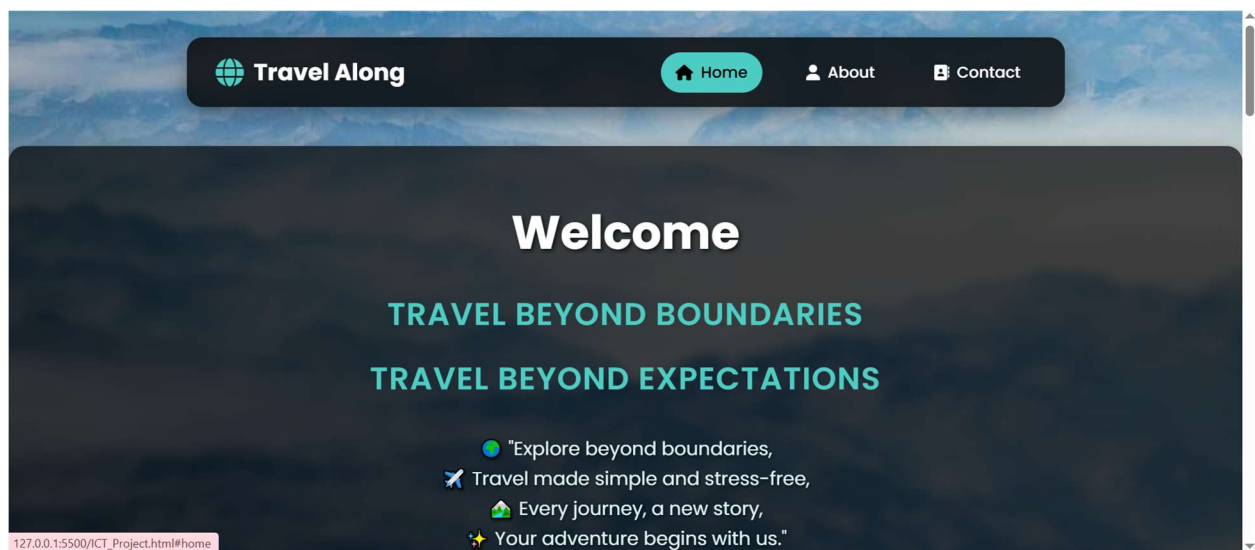 Travel Along
Home
About
Contact
Welcome
TRAVEL BEYOND BOUNDARIES
TRAVEL BEYOND EXPECTATIONS
"Explore beyond boundaries,
Travel made simple and stress-free,
Every journey, a new story,
Your adventure begins with us."
127.0.0.1:5500/ICT_Project.html#home